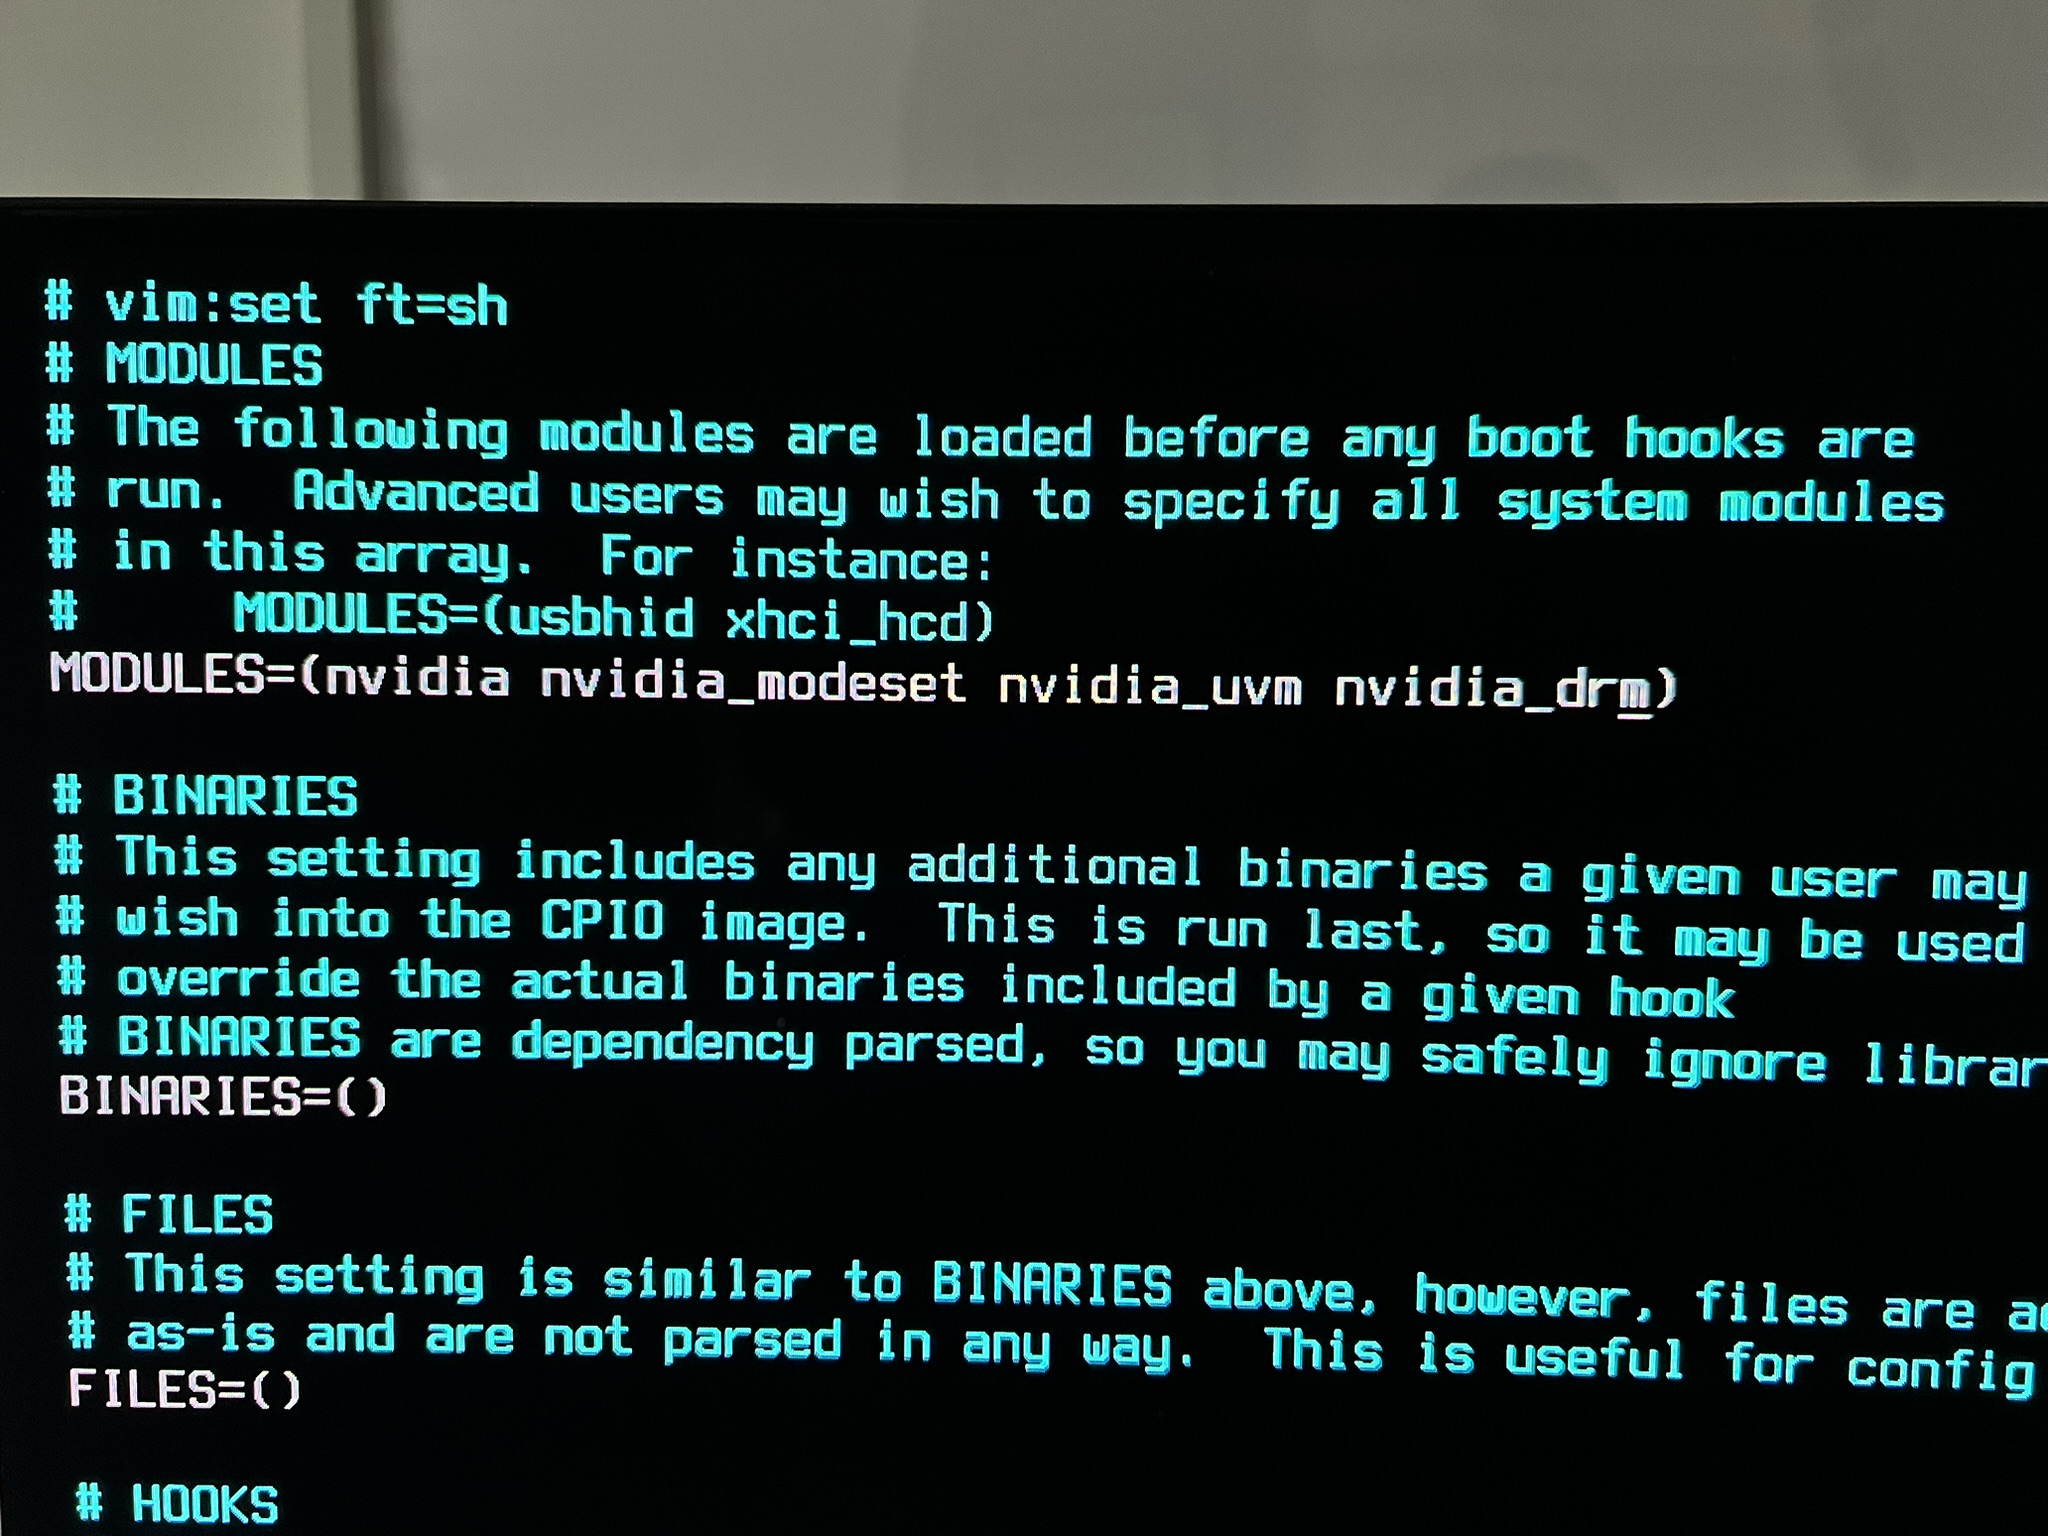 # vim:set ft=sh
# MODULES
# The following modules are loaded before any boot hooks are
# run.  Advanced users may wish to specify all system modules
# in this array.  For instance:
#     MODULES=(usbhid xhci_hcd)
MODULES=(nvidia nvidia_modeset nvidia_uvm nvidia_drm)

# BINARIES
# This setting includes any additional binaries a given user may
# wish into the CPIO image.  This is run last, so it may be used
# override the actual binaries included by a given hook
# BINARIES are dependency parsed, so you may safely ignore librar
BINARIES=()

# FILES
# This setting is similar to BINARIES above, however, files are
# as-is and are not parsed in any way.  This is useful for config
FILES=()

# HOOKS